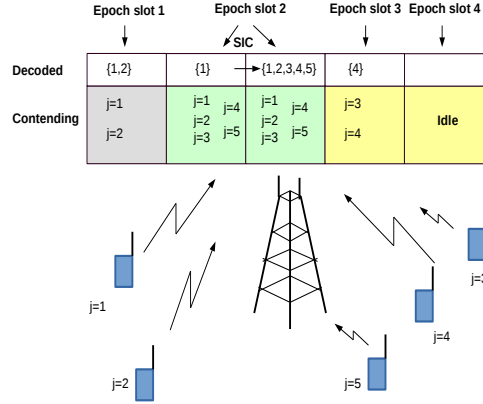 Epoch slot 1 Epoch slot 2 Epoch slot 3 Epoch slot 4
SIC
Decoded {1,2} {1} {1,2,3,4,5} {4}
Contending
j=1 j=1 j=4 j=1 j=4 j=3
j=2 j=2 Idle
j=2 j=3 j=5 j=3 j=5 j=4
j=1
j=3
j=4
j=2
j=5